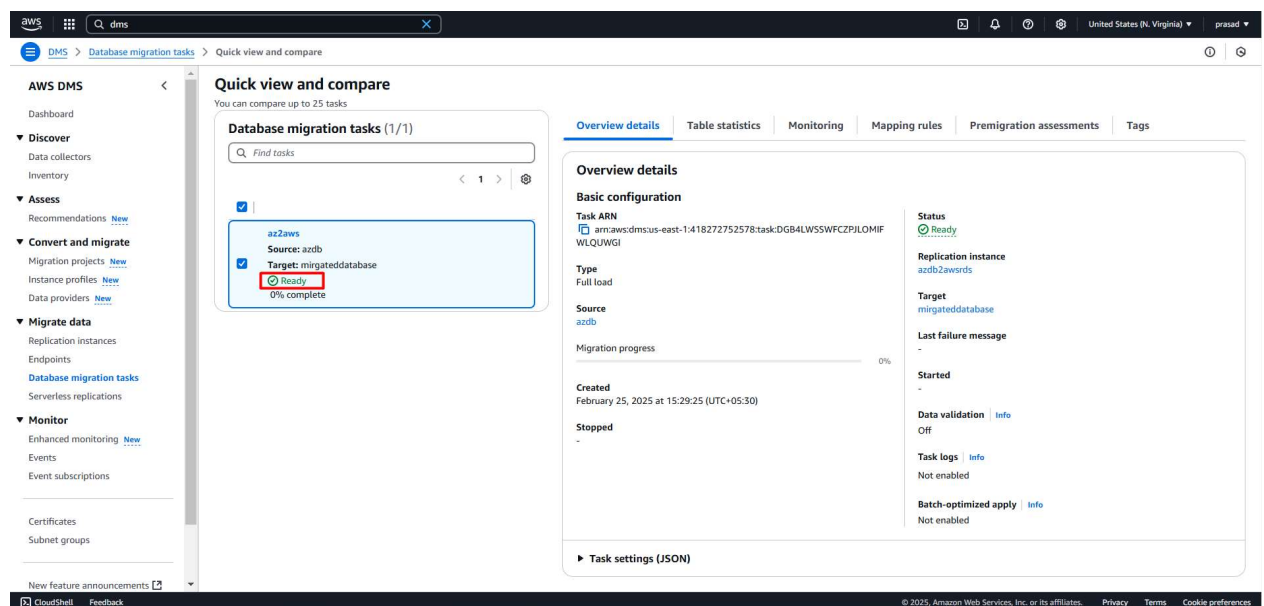 aws
dms
United States (N. Virginia)
prasad
DMS > Database migration tasks > Quick view and compare
AWS DMS
Dashboard
Discover
Data collectors
Inventory
Assess
Recommendations New
Convert and migrate
Migration projects New
Instance profiles New
Data providers New
Migrate data
Replication instances
Endpoints
Database migration tasks
Serverless replications
Monitor
Enhanced monitoring New
Events
Event subscriptions
Certificates
Subnet groups
New feature announcements
Quick view and compare
You can compare up to 25 tasks
Database migration tasks (1/1)
Find tasks
1
az2aws
Source: azdb
Target: mirgateddatabase
Ready
0% complete
Overview details
Table statistics
Monitoring
Mapping rules
Premigration assessments
Tags
Overview details
Basic configuration
Task ARN
arn:aws:dms:us-east-1:418272752578:task:DGB4LWSSWFCZPJLOMIF
WLQUWGI
Type
Full load
Source
azdb
Migration progress
0%
Created
February 25, 2025 at 15:29:25 (UTC+05:30)
Stopped
-
Status
Ready
Replication instance
azdb2awsrds
Target
mirgateddatabase
Last failure message
-
Started
-
Data validation Info
Off
Task logs Info
Not enabled
Batch-optimized apply Info
Not enabled
Task settings (JSON)
CloudShell
Feedback
© 2025, Amazon Web Services, Inc. or its affiliates.
Privacy
Terms
Cookie preferences